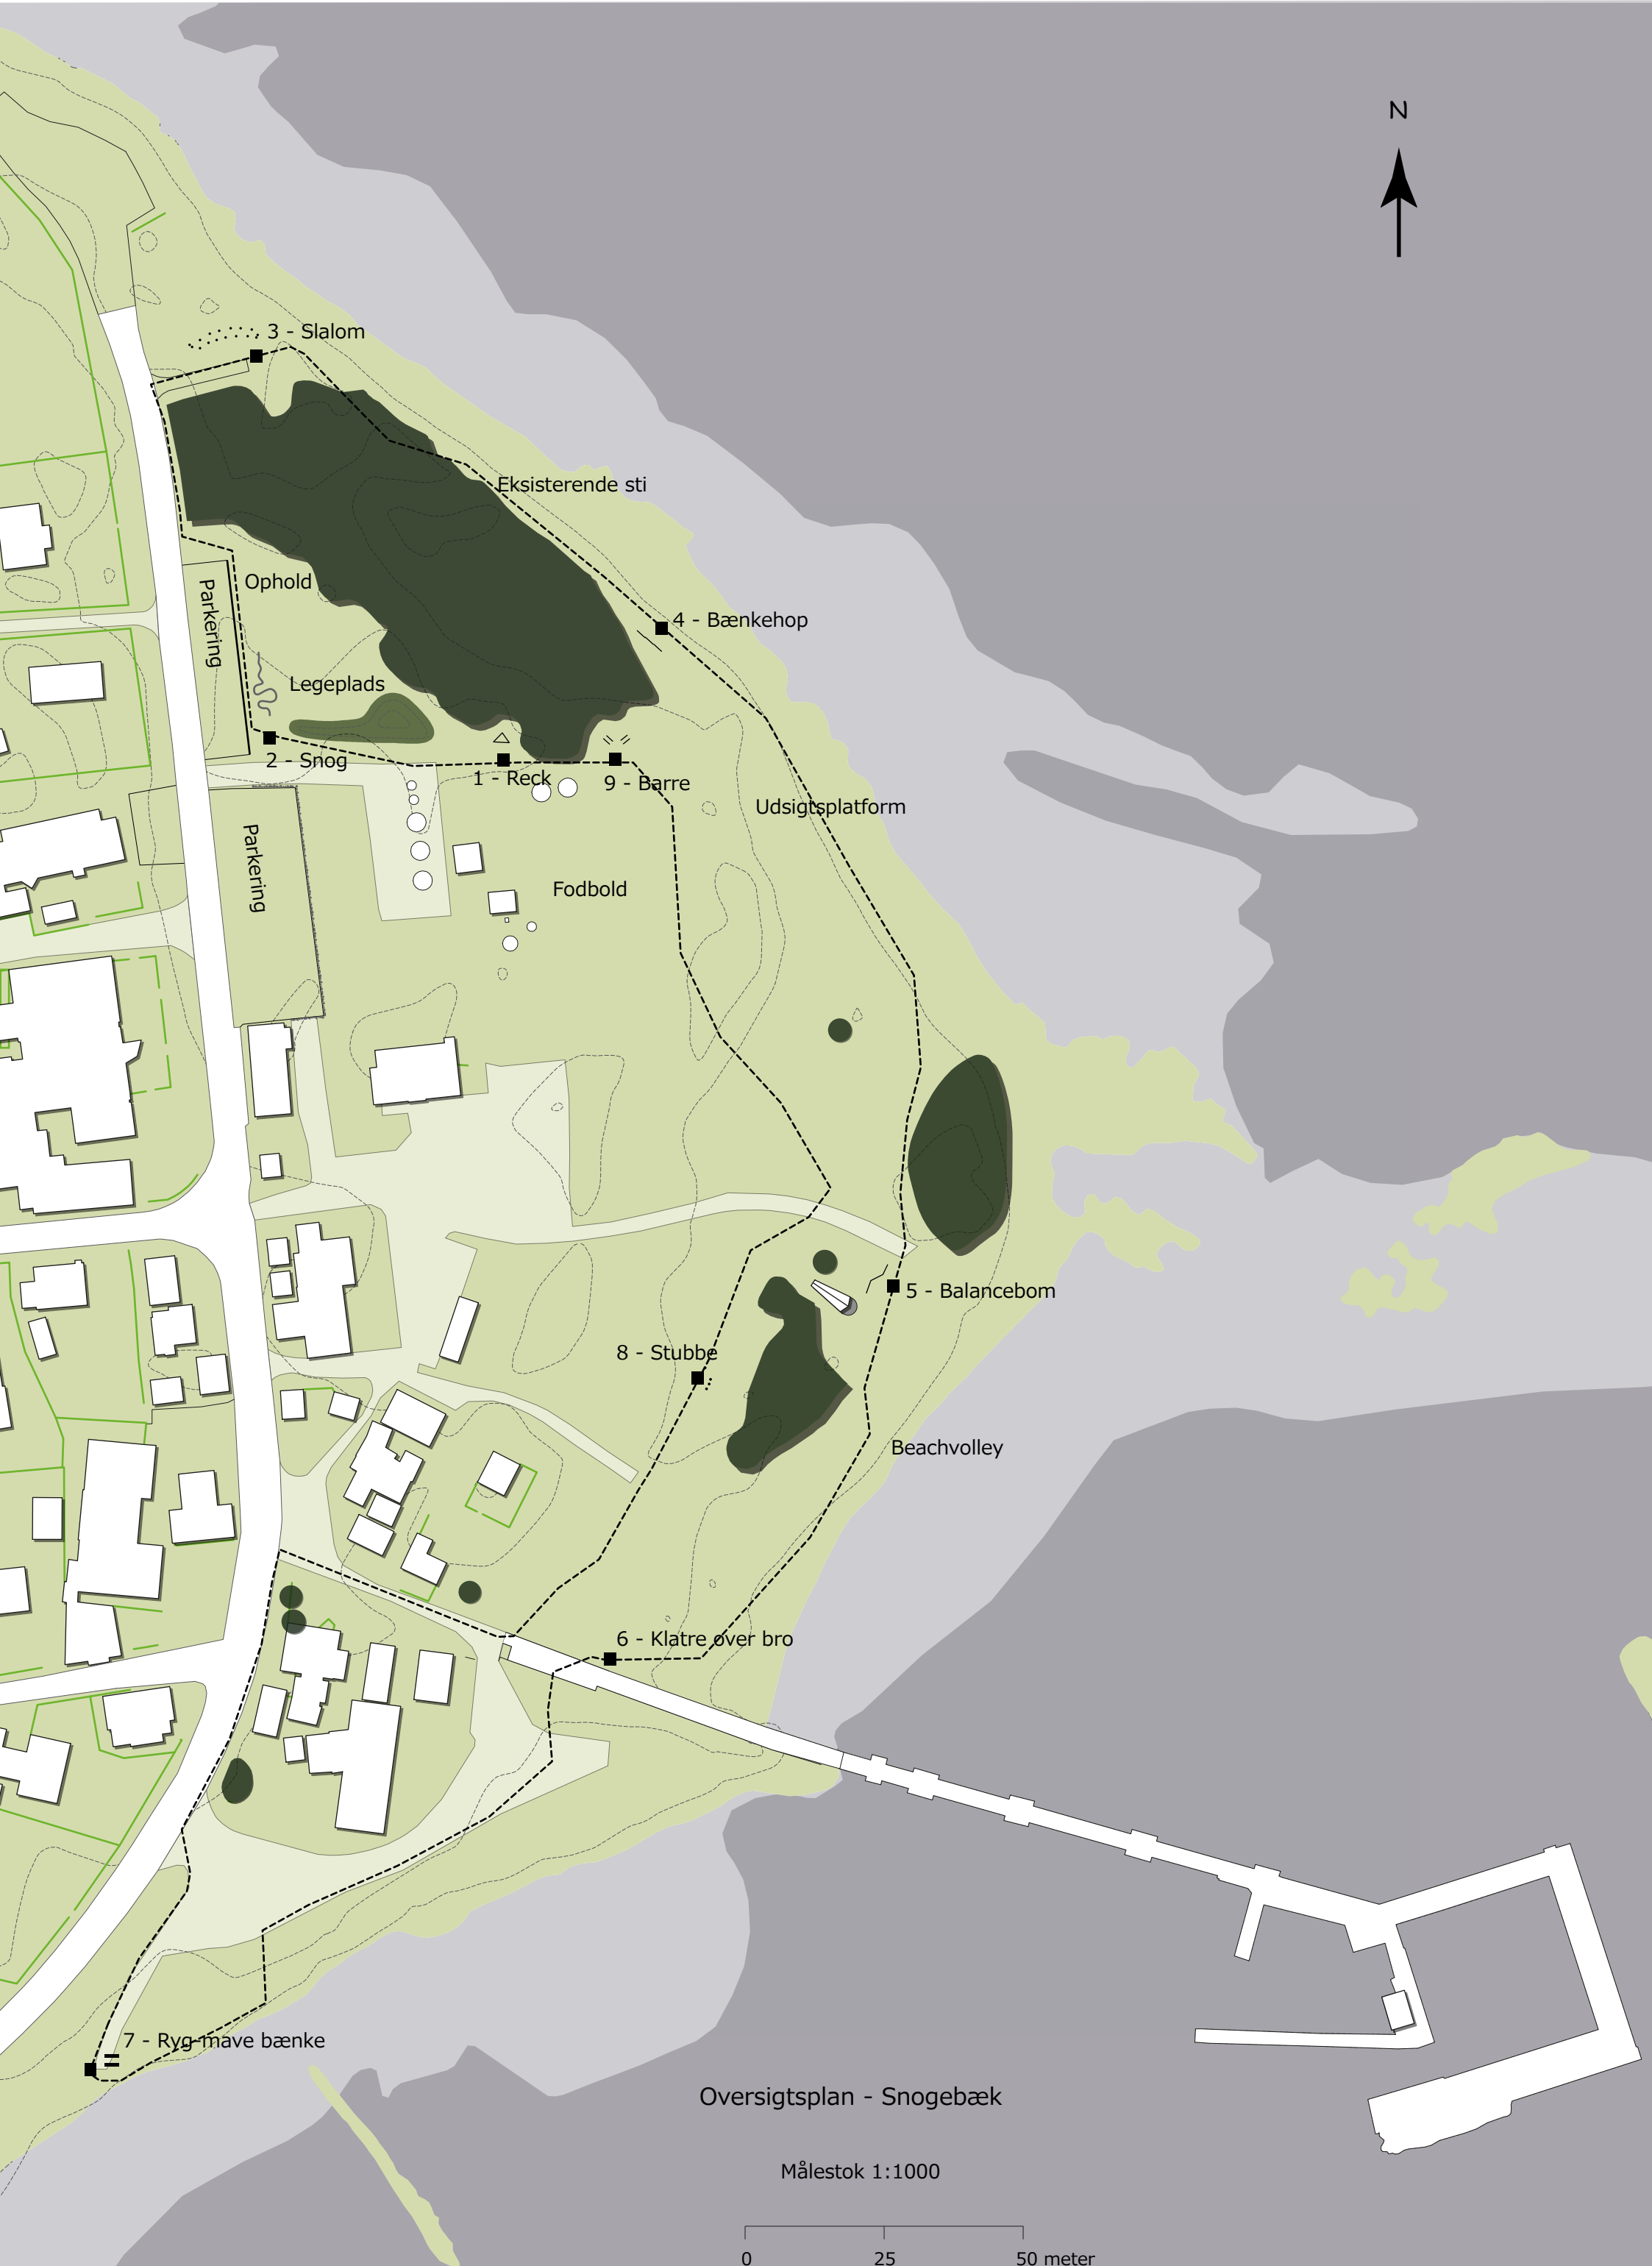 N
3 - Slalom
Eksisterende sti
Ophold
Parkering
4 - Bænkehop
Legeplads
2 - Snog
1 - Reck
9 - Barre
Udsigtsplatform
Parkering
Fodbold
5 - Balancebom
8 - Stubbe
Beachvolley
6 - Klatre over bro
7 - Ryg-mave bænke
Oversigtsplan - Snogebæk
Målestok 1:1000
0 25 50 meter